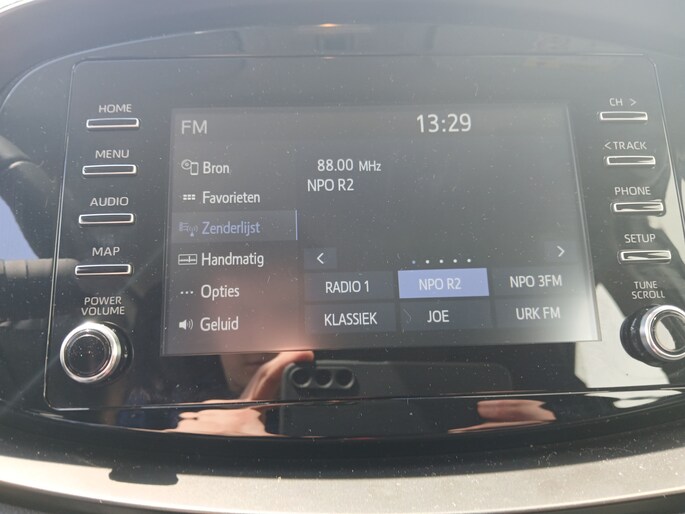 HOME
MENU
AUDIO
MAP
POWER
VOLUME
FM
13:29
Bron
Favorieten
Zenderlijst
Handmatig
Opties
Geluid
88.00 MHz
NPO R2
< >
RADIO 1 NPO R2 NPO 3FM
KLASSIEK JOE URK FM
CH >
< TRACK
PHONE
SETUP
TUNE
SCROLL